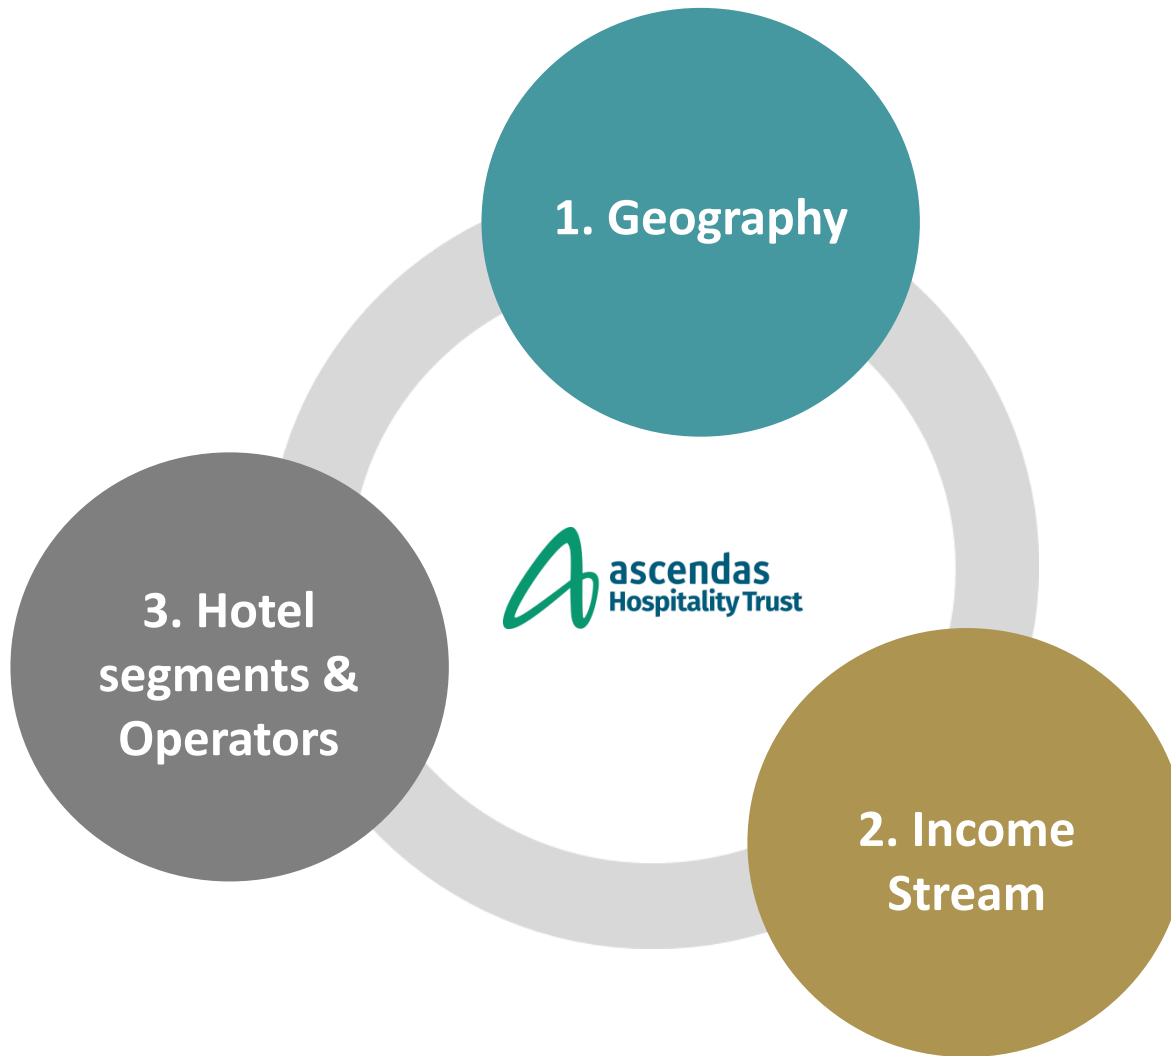 1. Geography
ascendas
Hospitality Trust
3. Hotel
segments &
Operators
2. Income
Stream